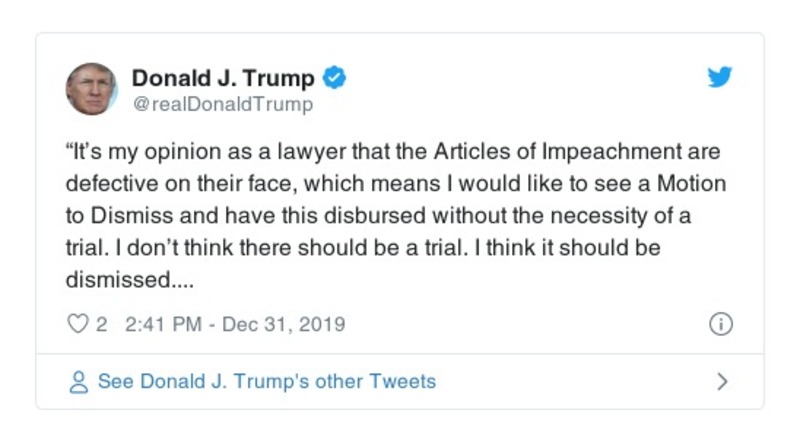 Donald J. Trump
@realDonaldTrump
“It’s my opinion as a lawyer that the Articles of Impeachment are
defective on their face, which means I would like to see a Motion
to Dismiss and have this disbursed without the necessity of a
trial. I don’t think there should be a trial. I think it should be
dismissed....
2 2:41 PM - Dec 31, 2019
See Donald J. Trump's other Tweets